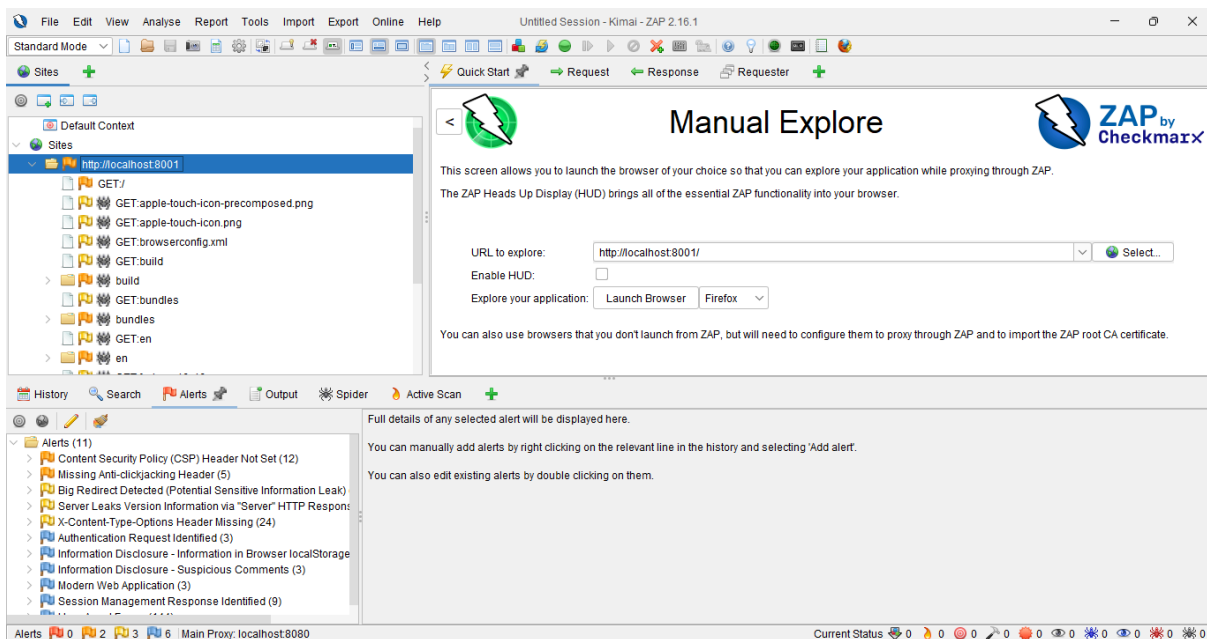 File Edit View Analyse Report Tools Import Export Online Help Untitled Session - Kimai - ZAP 2.16.1
Standard Mode
Sites
Quick Start Request Response Requester
Default Context
Sites
http://localhost:8001
GET:/
GET:apple-touch-icon-precomposed.png
GET:apple-touch-icon.png
GET:browserconfig.xml
GET:build
build
GET:bundles
bundles
GET:en
en
<
Manual Explore
ZAP by
Checkmarx
This screen allows you to launch the browser of your choice so that you can explore your application while proxying through ZAP.
The ZAP Heads Up Display (HUD) brings all of the essential ZAP functionality into your browser.
URL to explore: http://localhost:8001/ Select...
Enable HUD:
Explore your application: Launch Browser Firefox
You can also use browsers that you don't launch from ZAP, but will need to configure them to proxy through ZAP and to import the ZAP root CA certificate.
History Search Alerts Output Spider Active Scan
Alerts (11)
Content Security Policy (CSP) Header Not Set (12)
Missing Anti-clickjacking Header (5)
Big Redirect Detected (Potential Sensitive Information Leak)
Server Leaks Version Information via "Server" HTTP Respons
X-Content-Type-Options Header Missing (24)
Authentication Request Identified (3)
Information Disclosure - Information in Browser localStorage
Information Disclosure - Suspicious Comments (3)
Modern Web Application (3)
Session Management Response Identified (9)
Full details of any selected alert will be displayed here.
You can manually add alerts by right clicking on the relevant line in the history and selecting 'Add alert'.
You can also edit existing alerts by double clicking on them.
Alerts 0 2 3 6 Main Proxy: localhost:8080 Current Status 0 0 0 0 0 0 0 0 0 0